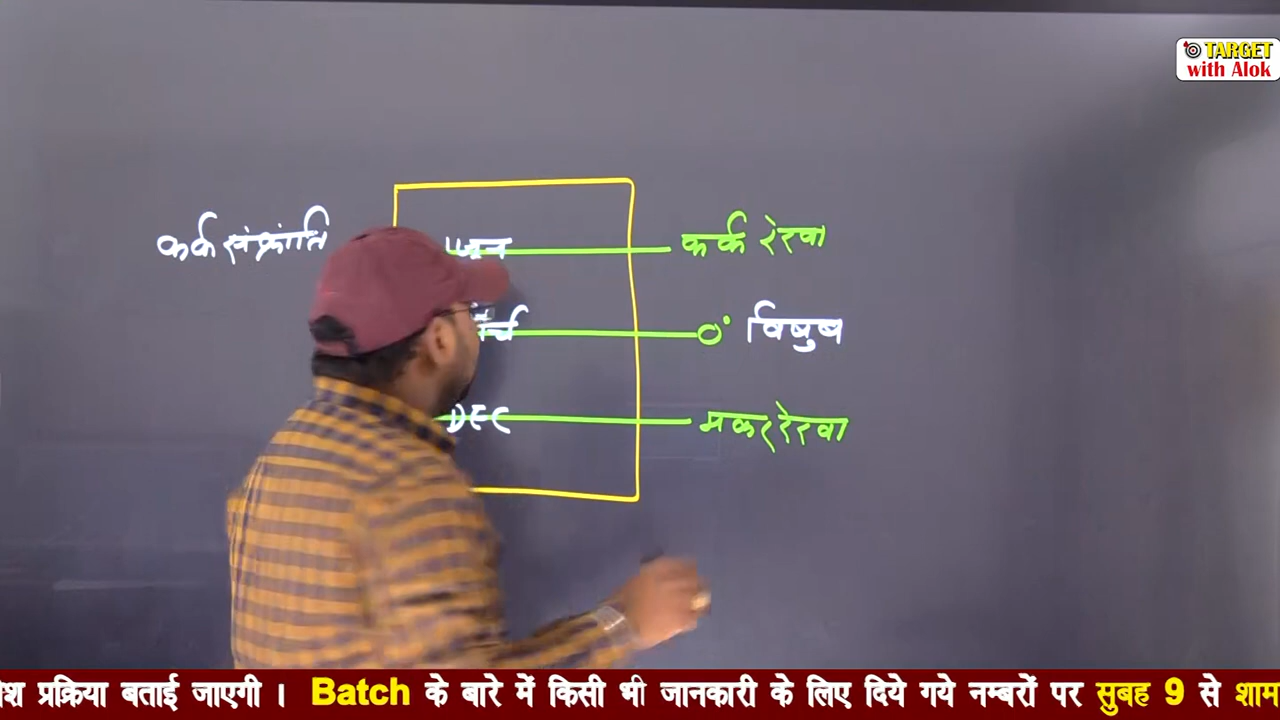 TARGET
with Alok
कर्क संक्रांति जून कर्क रेखा
0° विषुव
DEC मकर रेखा
प्रक्रिया बताई जाएगी । Batch के बारे में किसी भी जानकारी के लिए दिये गये नम्बरों पर सुबह 9 से शाम